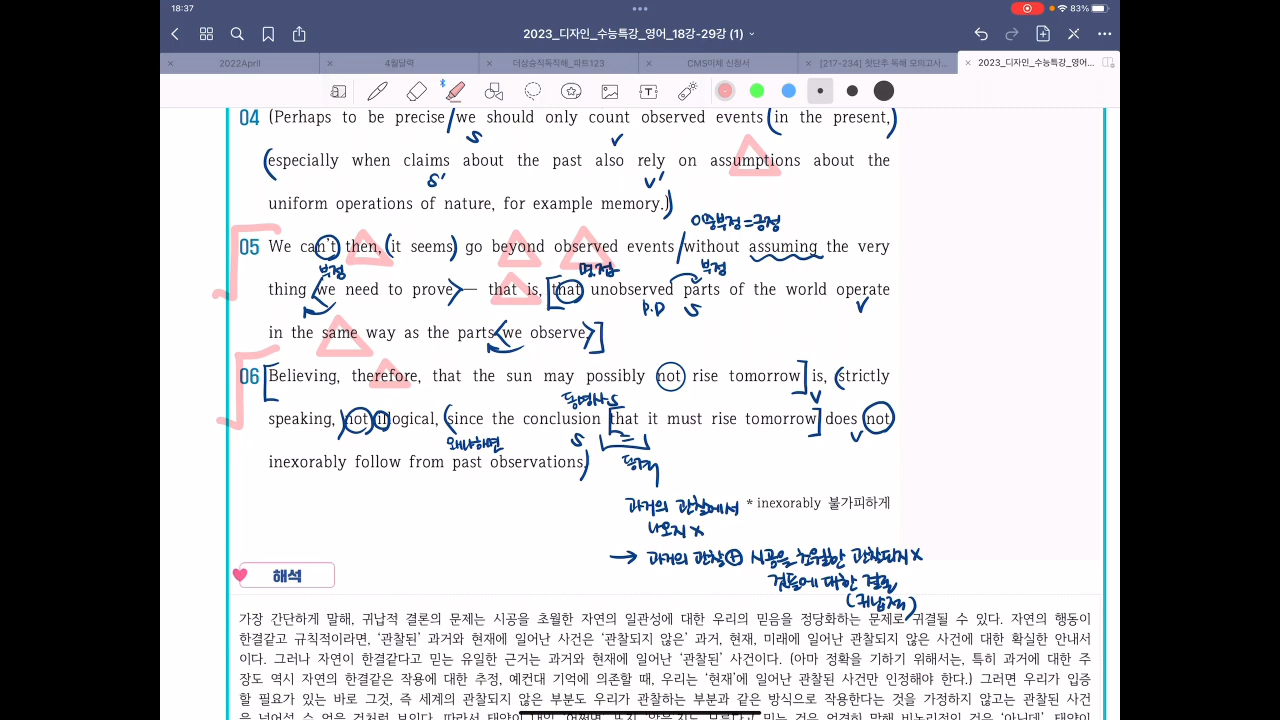 18:37
83%
2023_디자인_수능특강_영어_18강-29강 (1)
2022April
4월달력
더상승직독직해_파트123
CMS이체 신청서
[217-234] 첫단추 독해 모의고사...
2023_디자인_수능특강_영어...
04 (Perhaps to be precise / we should only count observed events (in the present,)
S V
(especially when claims about the past also rely on assumptions about the
S' V'
uniform operations of nature, for example memory.)
이중부정=긍정
05 We can't then, (it seems) go beyond observed events / without assuming the very
부정 명.접 부정
thing <we need to prove> — that is, [that unobserved parts of the world operate
P.P S V
in the same way as the parts <we observe.>]
06 [Believing, therefore, that the sun may possibly not rise tomorrow] is, (strictly
동명사S V
speaking,) not illogical, (since the conclusion [that it must rise tomorrow] does not
왜냐하면 S = V
inexorably follow from past observations.)
동격
과거의 관찰에서 * inexorably 불가피하게
나오지 X
→ 과거의 관찰 + 시공을 초월한 관찰되지 X
것들에 대한 결론
(귀납적)
해석
가장 간단하게 말해, 귀납적 결론의 문제는 시공을 초월한 자연의 일관성에 대한 우리의 믿음을 정당화하는 문제로 귀결될 수 있다. 자연의 행동이
한결같고 규칙적이라면, ‘관찰된’ 과거와 현재에 일어난 사건은 ‘관찰되지 않은’ 과거, 현재, 미래에 일어난 관찰되지 않은 사건에 대한 확실한 안내서
이다. 그러나 자연이 한결같다고 믿는 유일한 근거는 과거와 현재에 일어난 ‘관찰된’ 사건이다. (아마 정확을 기하기 위해서는, 특히 과거에 대한 주
장도 역시 자연의 한결같은 작용에 대한 추정, 예컨대 기억에 의존할 때, 우리는 ‘현재’에 일어난 관찰된 사건만 인정해야 한다.) 그러면 우리가 입증
할 필요가 있는 바로 그것, 즉 세계의 관찰되지 않은 부분도 우리가 관찰하는 부분과 같은 방식으로 작용한다는 것을 가정하지 않고는 관찰된 사건